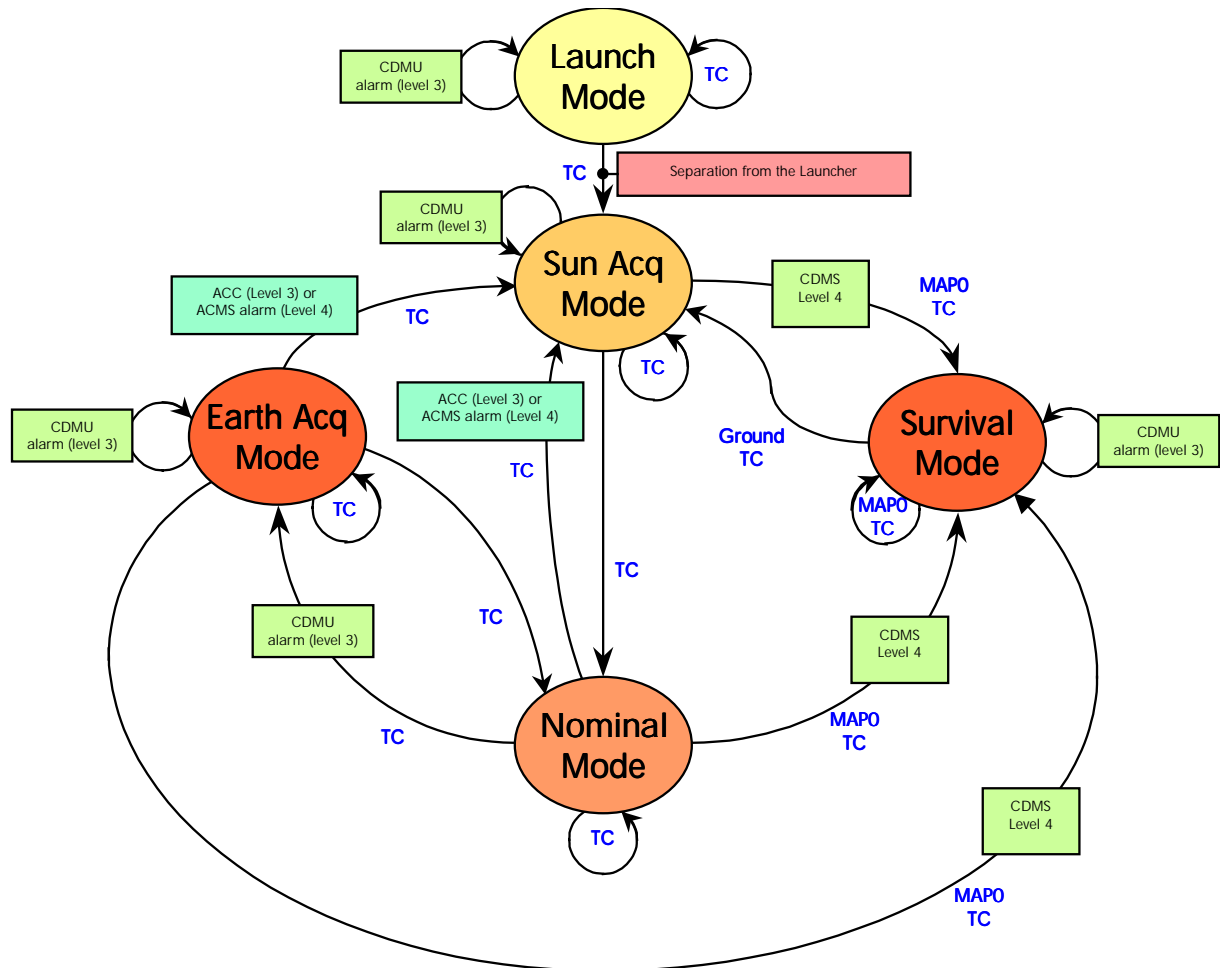 Launch
Mode
CDMU
alarm (level 3)
TC
TC
Separation from the Launcher
CDMU
alarm (level 3)
Sun Acq
Mode
CDMS
Level 4
MAP0
TC
ACC (Level 3) or
ACMS alarm (Level 4)
TC
TC
ACC (Level 3) or
ACMS alarm (Level 4)
Earth Acq
Mode
CDMU
alarm (level 3)
Survival
Mode
CDMU
alarm (level 3)
Ground
TC
TC
TC
MAP0
TC
TC
CDMU
alarm (level 3)
TC
CDMS
Level 4
TC
Nominal
Mode
MAP0
TC
TC
CDMS
Level 4
MAP0
TC